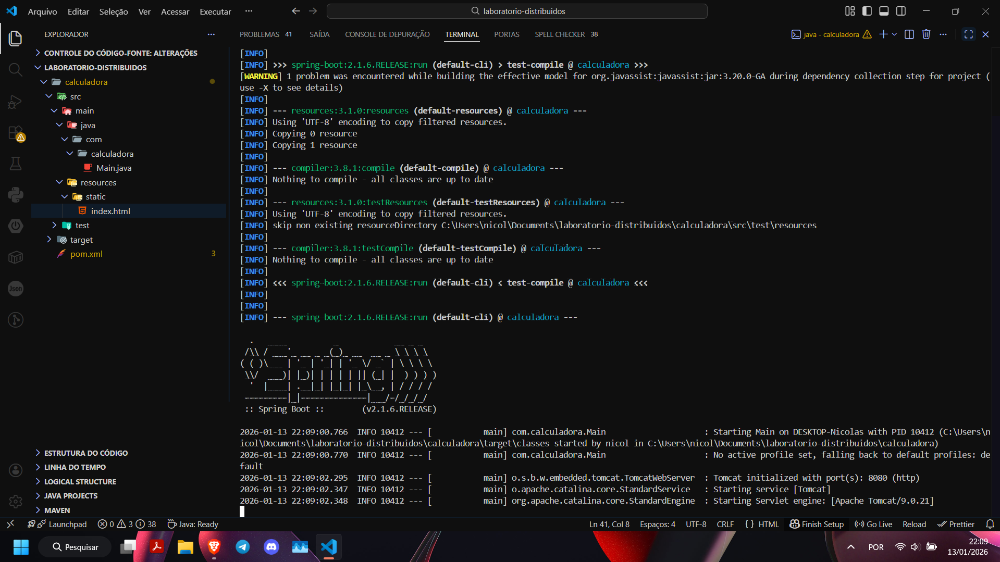 Arquivo Editar Seleção Ver Acessar Executar ··· laboratorio-distribuidos
EXPLORADOR ···
CONTROLE DO CÓDIGO-FONTE: ALTERAÇÕES
LABORATORIO-DISTRIBUIDOS
calculadora
src
main
java
com
calculadora
Main.java
resources
static
index.html
test
target
pom.xml 3
ESTRUTURA DO CÓDIGO
LINHA DO TEMPO
LOGICAL STRUCTURE
JAVA PROJECTS
MAVEN
Json
PROBLEMAS 41 SAÍDA CONSOLE DE DEPURAÇÃO TERMINAL PORTAS SPELL CHECKER 38 java - calculadora
[INFO]
[INFO] >>> spring-boot:2.1.6.RELEASE:run (default-cli) > test-compile @ calculadora >>>
[WARNING] 1 problem was encountered while building the effective model for org.javassist:javassist:jar:3.20.0-GA during dependency collection step for project (
use -X to see details)
[INFO]
[INFO] --- resources:3.1.0:resources (default-resources) @ calculadora ---
[INFO] Using 'UTF-8' encoding to copy filtered resources.
[INFO] Copying 0 resource
[INFO] Copying 1 resource
[INFO]
[INFO] --- compiler:3.8.1:compile (default-compile) @ calculadora ---
[INFO] Nothing to compile - all classes are up to date
[INFO]
[INFO] --- resources:3.1.0:testResources (default-testResources) @ calculadora ---
[INFO] Using 'UTF-8' encoding to copy filtered resources.
[INFO] skip non existing resourceDirectory C:\Users\nicol\Documents\laboratorio-distribuidos\calculadora\src\test\resources
[INFO]
[INFO] --- compiler:3.8.1:testCompile (default-testCompile) @ calculadora ---
[INFO] Nothing to compile - all classes are up to date
[INFO]
[INFO] <<< spring-boot:2.1.6.RELEASE:run (default-cli) < test-compile @ calculadora <<<
[INFO]
[INFO]
[INFO] --- spring-boot:2.1.6.RELEASE:run (default-cli) @ calculadora ---
  .   ____          _            __ _ _
 /\\ / ___'_ __ _ _(_)_ __  __ _ \ \ \ \
( ( )\___ | '_ | '_| | '_ \/ _` | \ \ \ \
 \\/  ___)| |_)| | | | | || (_| |  ) ) ) )
  '  |____| .__|_| |_|_| |_\__, | / / / /
 =========|_|==============|___/=/_/_/_/
 :: Spring Boot ::        (v2.1.6.RELEASE)
2026-01-13 22:09:00.766  INFO 10412 --- [           main] com.calculadora.Main                     : Starting Main on DESKTOP-Nicolas with PID 10412 (C:\Users\n
icol\Documents\laboratorio-distribuidos\calculadora\target\classes started by nicol in C:\Users\nicol\Documents\laboratorio-distribuidos\calculadora)
2026-01-13 22:09:00.770  INFO 10412 --- [           main] com.calculadora.Main                     : No active profile set, falling back to default profiles: de
fault
2026-01-13 22:09:02.295  INFO 10412 --- [           main] o.s.b.w.embedded.tomcat.TomcatWebServer  : Tomcat initialized with port(s): 8080 (http)
2026-01-13 22:09:02.347  INFO 10412 --- [           main] o.apache.catalina.core.StandardService   : Starting service [Tomcat]
2026-01-13 22:09:02.348  INFO 10412 --- [           main] org.apache.catalina.core.StandardEngine  : Starting Servlet engine: [Apache Tomcat/9.0.21]
Launchpad 0 3 38 Java: Ready Ln 41, Col 8 Espaços: 4 UTF-8 CRLF {} HTML Finish Setup Go Live Reload Prettier
Pesquisar POR 22:09
13/01/2026